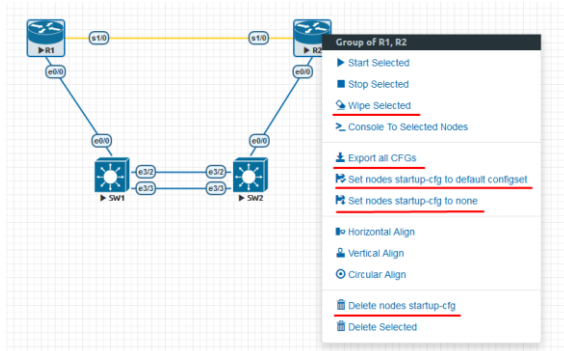 s1/0
s1/0
R1
R2
e0/0
e0/0
e0/0
e0/0
e3/2
e3/2
e3/3
e3/3
SW1
SW2
Group of R1, R2
Start Selected
Stop Selected
Wipe Selected
Console To Selected Nodes
Export all CFGs
Set nodes startup-cfg to default configset
Set nodes startup-cfg to none
Horizontal Align
Vertical Align
Circular Align
Delete nodes startup-cfg
Delete Selected